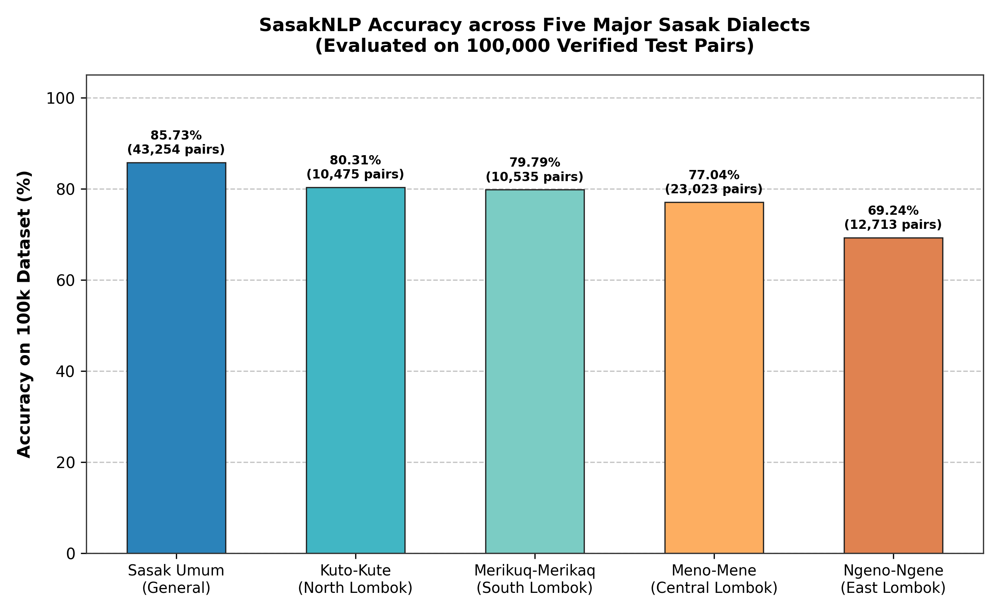 SasakNLP Accuracy across Five Major Sasak Dialects
(Evaluated on 100,000 Verified Test Pairs)
Accuracy on 100k Dataset (%)
100
80
60
40
20
0
85.73%
(43,254 pairs)
80.31%
(10,475 pairs)
79.79%
(10,535 pairs)
77.04%
(23,023 pairs)
69.24%
(12,713 pairs)
Sasak Umum
(General)
Kuto-Kute
(North Lombok)
Merikuq-Merikaq
(South Lombok)
Meno-Mene
(Central Lombok)
Ngeno-Ngene
(East Lombok)